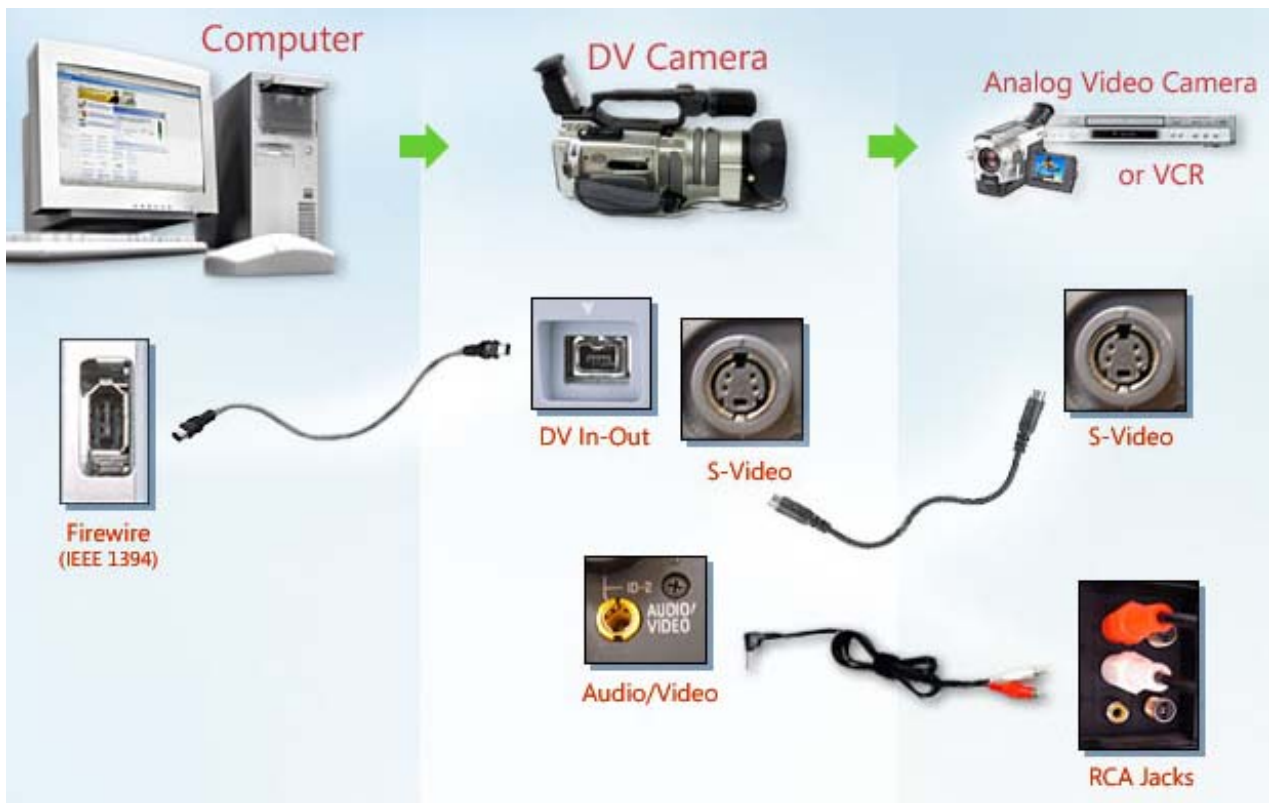 Computer
DV Camera
Analog Video Camera
or VCR
DV In-Out
S-Video
S-Video
Firewire
(IEEE 1394)
ID-2
AUDIO/
VIDEO
Audio/Video
RCA Jacks